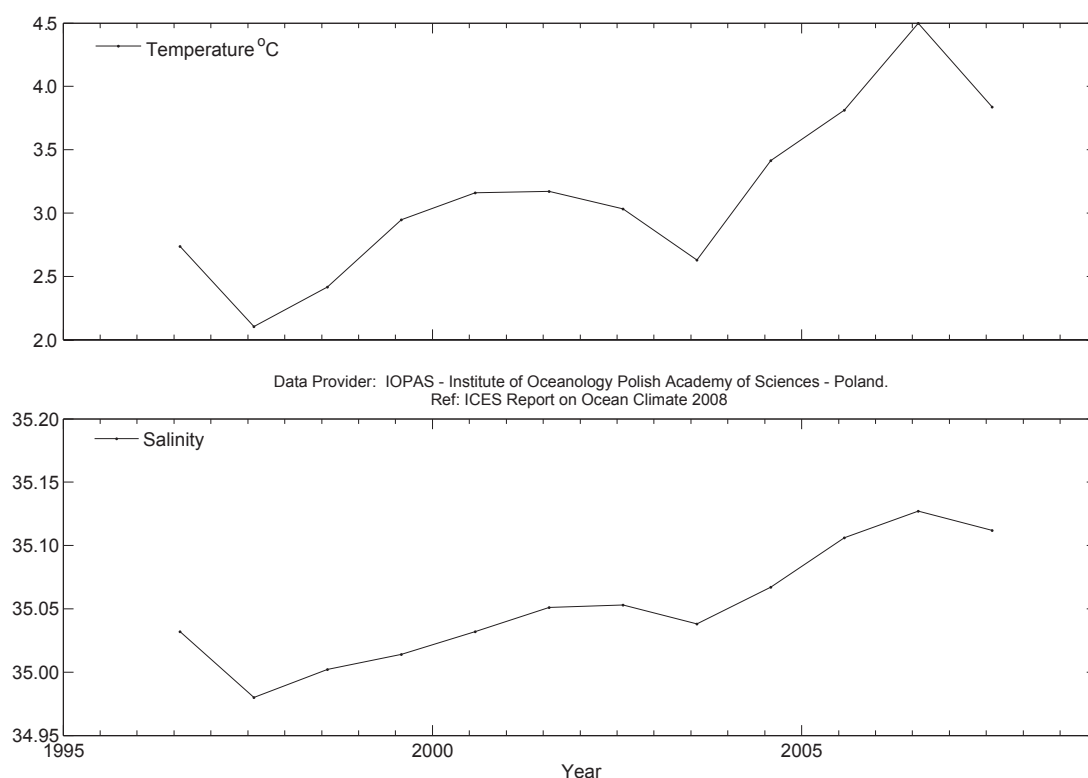 4.5
Temperature °C
4.0
3.5
3.0
2.5
2.0
Data Provider: IOPAS - Institute of Oceanology Polish Academy of Sciences - Poland.
Ref: ICES Report on Ocean Climate 2008
35.20
Salinity
35.15
35.10
35.05
35.00
34.95
1995 2000 2005
Year